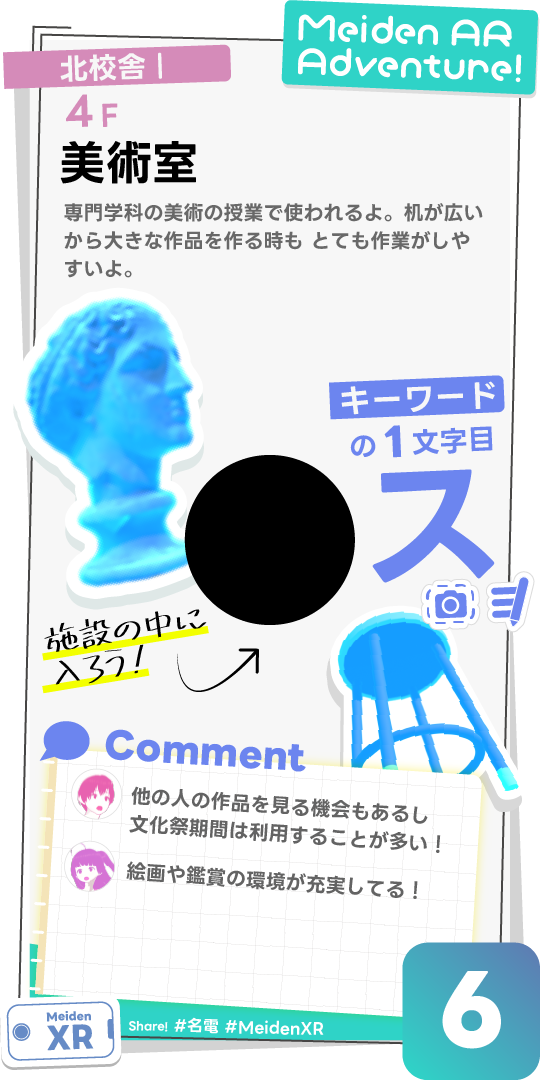 Meiden AR
Adventure!
北校舎Ⅰ
4F
美術室
専門学科の美術の授業で使われるよ。机が広い
から大きな作品を作る時も とても作業がしや
すいよ。
キーワード
の1文字目
ス
施設の中に
入ろう!
Comment
他の人の作品を見る機会もあるし
文化祭期間は利用することが多い！
絵画や鑑賞の環境が充実してる！
6
Meiden
XR
Share! #名電 #MeidenXR